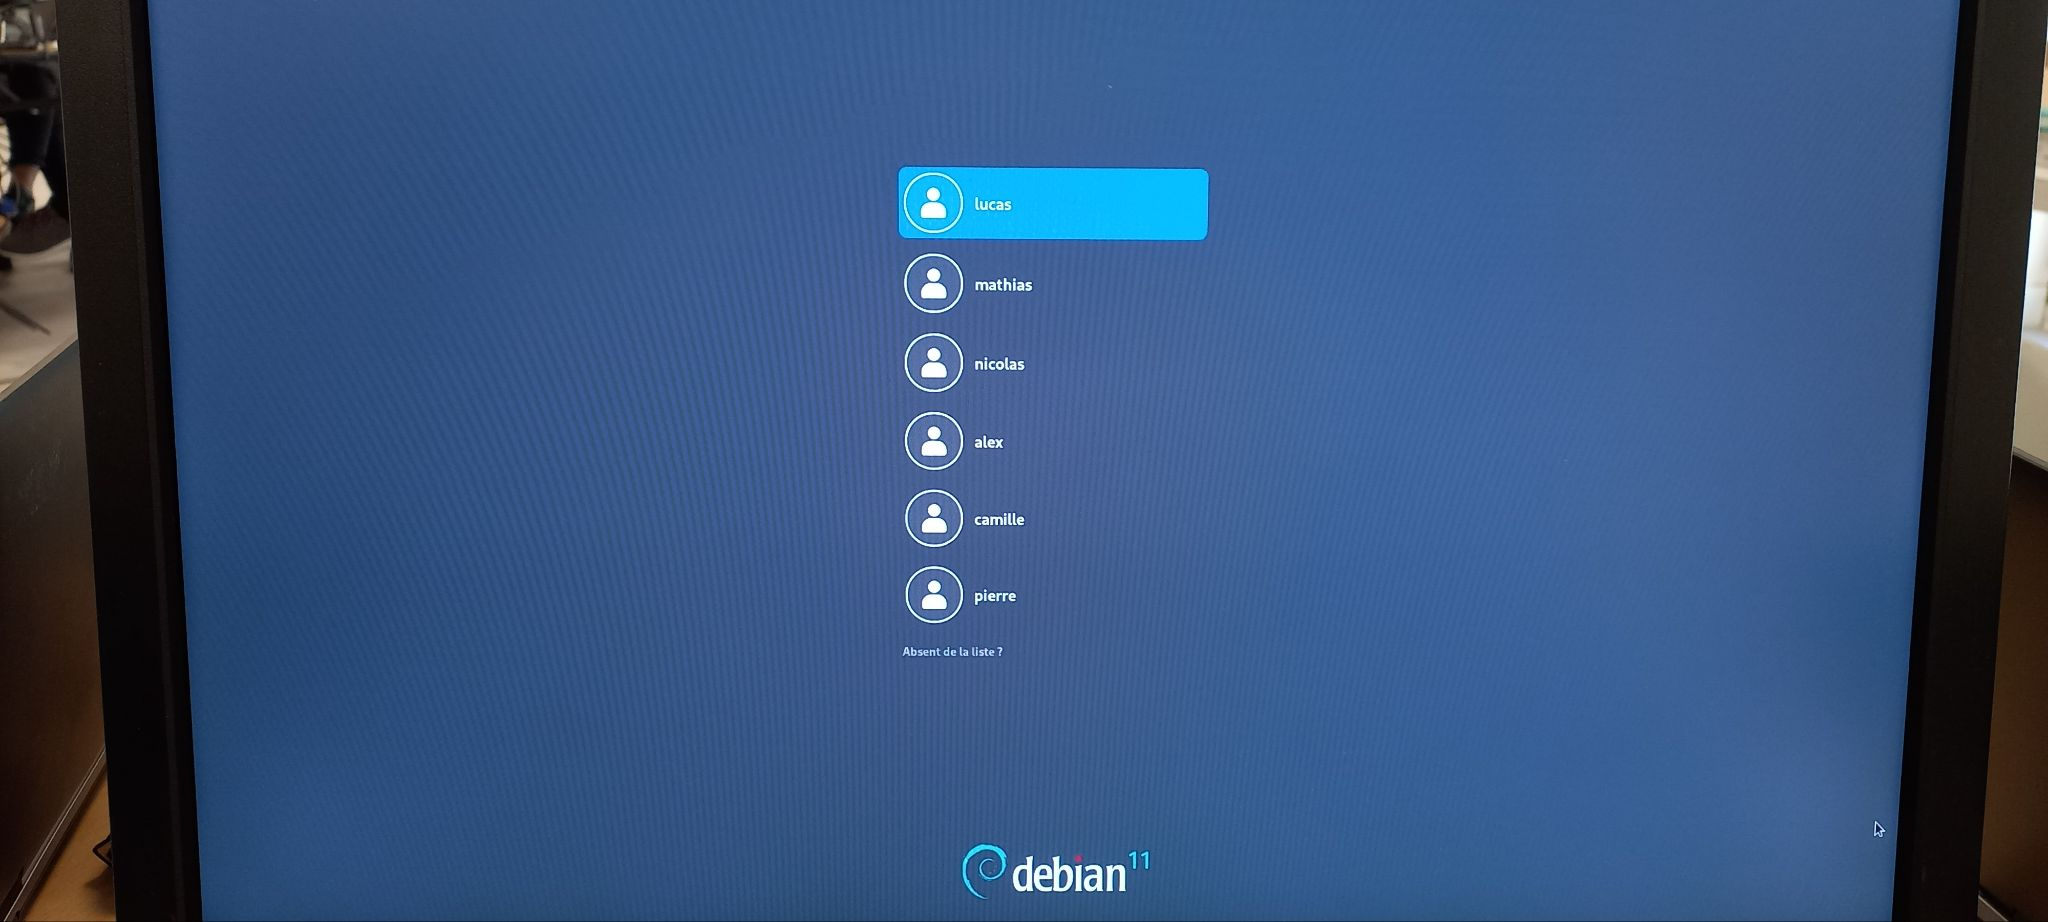 lucas
mathias
nicolas
alex
camille
pierre
Absent de la liste ?
debian 11